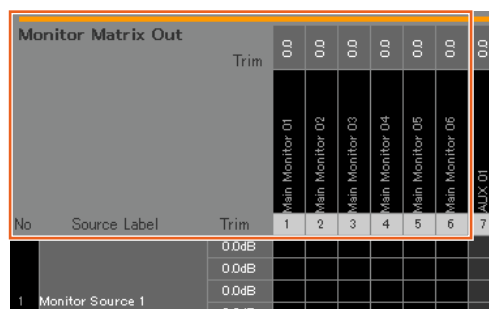 Monitor Matrix Out
Trim
0.0 0.0 0.0 0.0 0.0 0.0 0.0
Main Monitor 01
Main Monitor 02
Main Monitor 03
Main Monitor 04
Main Monitor 05
Main Monitor 06
AUX 01
No Source Label Trim 1 2 3 4 5 6 7
0.0dB
0.0dB
1 Monitor Source 1 0.0dB